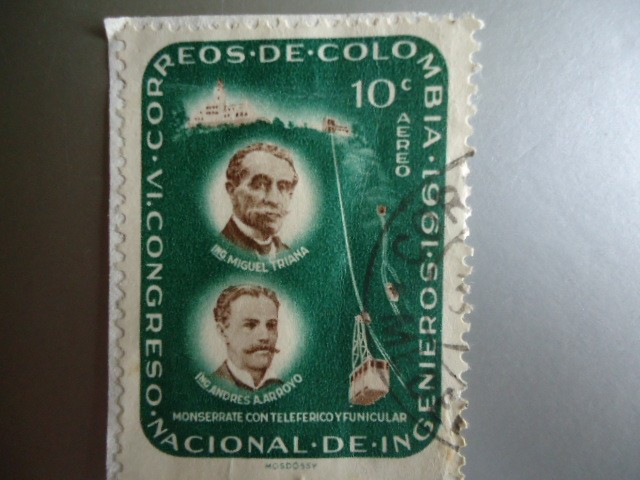 CORREOS·DE·COLOMBIA·1961·
VI·CONGRESO·NACIONAL·DE·INGENIEROS
10c
AEREO
ING. MIGUEL TRIANA
ING. ANDRES A. ARROYO
MONSERRATE CON TELEFERICO Y FUNICULAR
MOSDÓSSY